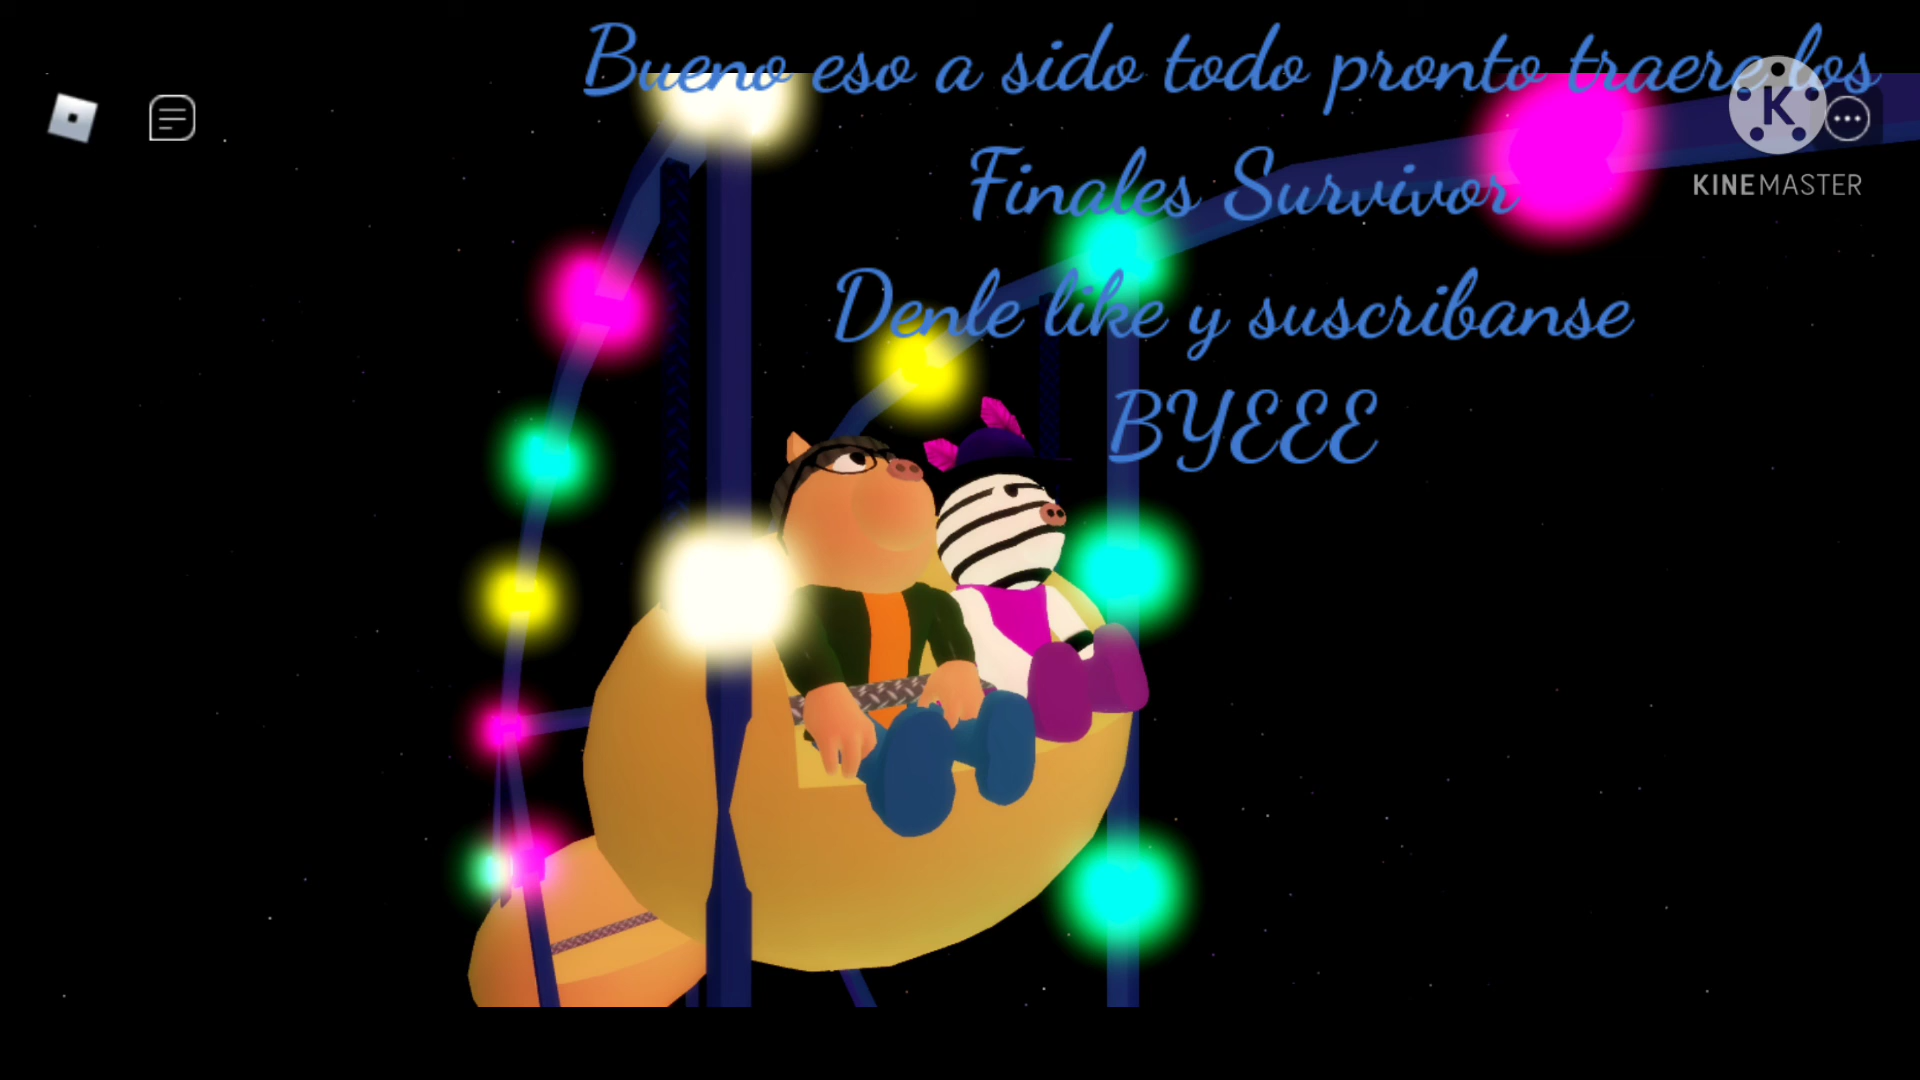 Bueno eso a sido todo pronto traere los
Finales Survivor
Denle like y suscribanse
BYEEE
K
KINEMASTER